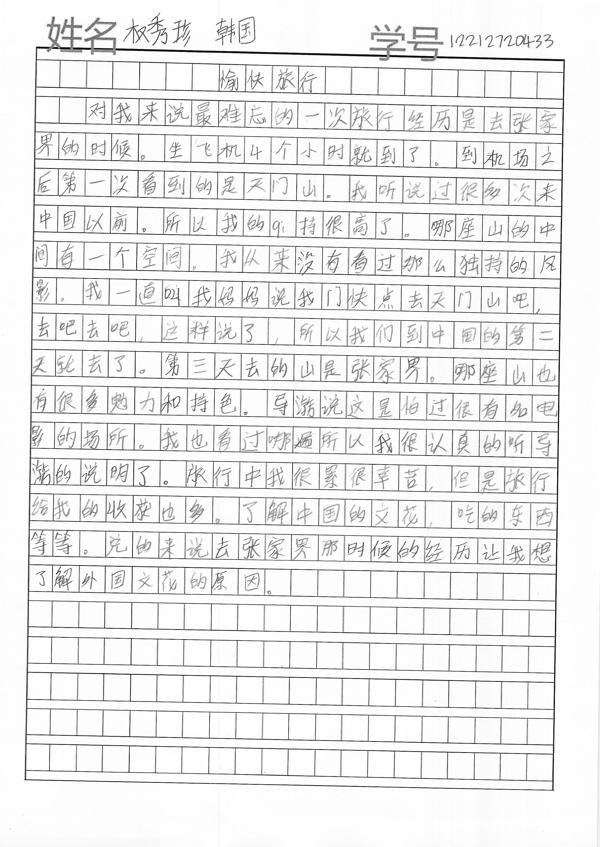 姓名 权秀珍 韩国 学号 12212720433
愉快旅行
对我来说最难忘的一次旅行经历是去张家
界的时候。坐飞机4个小时就到了。到机场之
后第一次看到的是天门山。我听说过很多次来
中国以前。所以我的qi持很高了。那座山的中
间有一个空间。我从来没有看过那么独持的风
影。我一直叫我妈妈说我门快点去天门山吧,
去吧去吧,这样说了,所以我们到中国的第二
天就去了。第三天去的山是张家界。那座山也
有很多勉力和持色。导游说这是怕过很有名电
影的场所。我也看过哪遍所以我很认真的听导
游的说明了。旅行中我很累很幸苦,但是旅行
给我的收获也多。了解中国的文花,吃的东西
等等。兑的来说去张家界那时候的经历让我想
了解外国文花的原因。